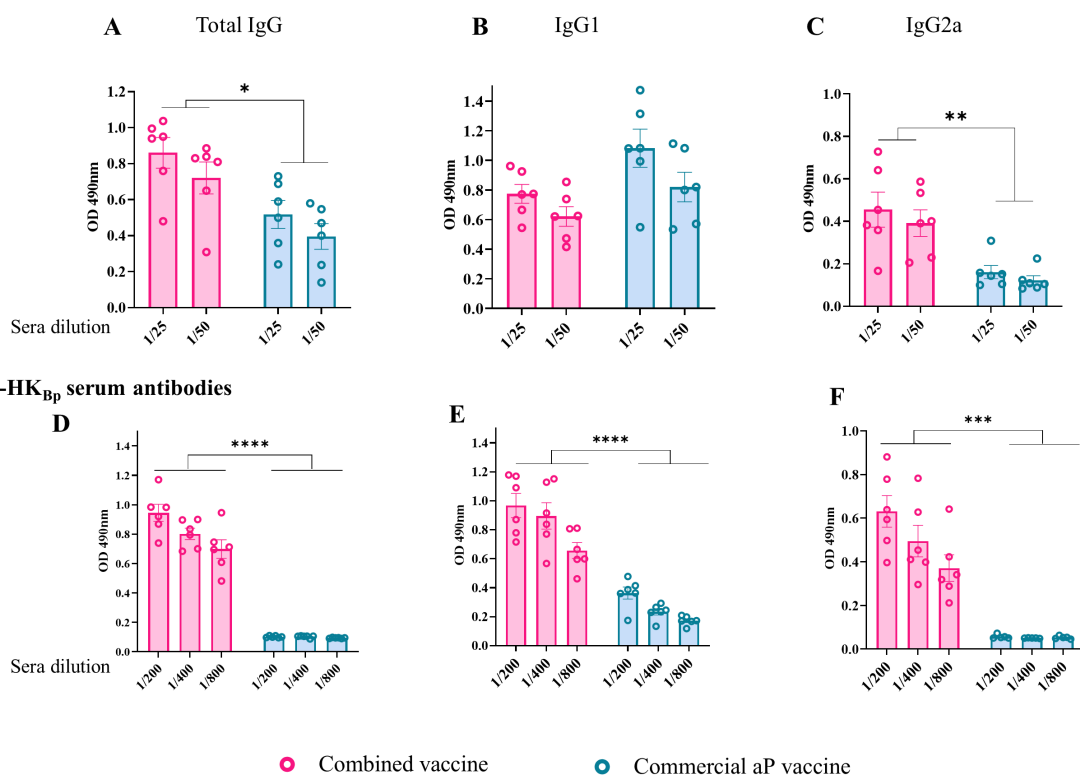 A Total IgG B IgG1 C IgG2a
* **
OD 490nm OD 490nm OD 490nm
1.2 1.0 0.8 0.6 0.4 0.2 0.0
1.4 1.2 1.0 0.8 0.6 0.4 0.2 0.0
1.0 0.8 0.6 0.4 0.2 0.0
Sera dilution 1/25 1/50 1/25 1/50 1/25 1/50 1/25 1/50 1/25 1/50 1/25 1/50
-HKBp serum antibodies
D E F
**** **** ***
OD 490nm OD 490nm OD 490nm
1.4 1.2 1.0 0.8 0.6 0.4 0.2 0.0
1.4 1.2 1.0 0.8 0.6 0.4 0.2 0.0
1.0 0.8 0.6 0.4 0.2 0.0
Sera dilution 1/200 1/400 1/800 1/200 1/400 1/800 1/200 1/400 1/800 1/200 1/400 1/800 1/200 1/400 1/800 1/200 1/400 1/800
Combined vaccine Commercial aP vaccine